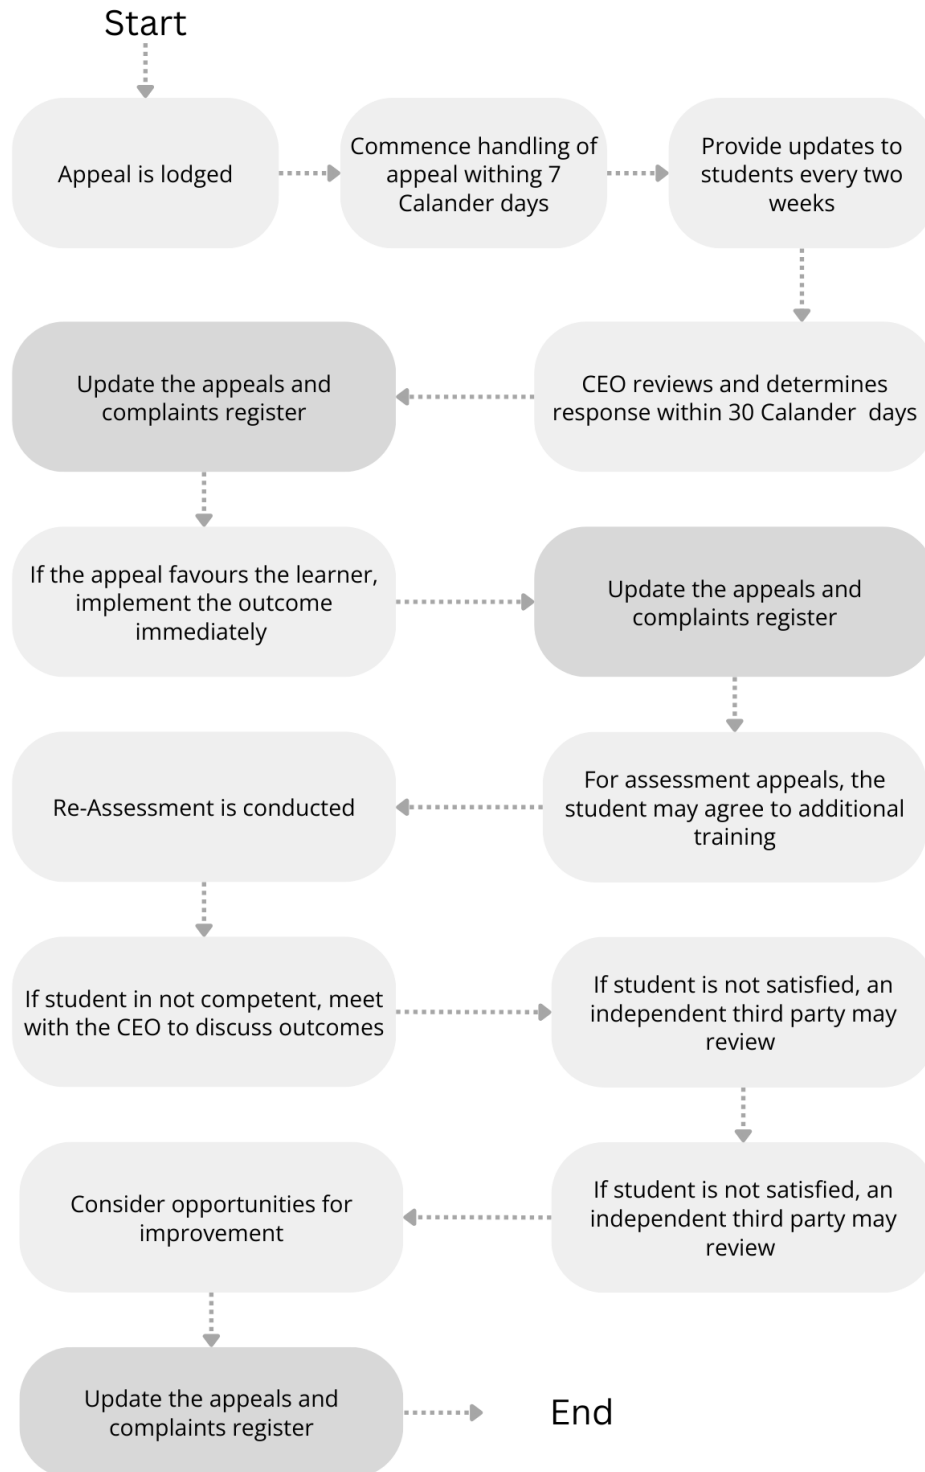 Start
Appeal is lodged
Commence handling of
appeal withing 7
Calander days
Provide updates to
students every two
weeks
CEO reviews and determines
response within 30 Calander  days
Update the appeals and
complaints register
If the appeal favours the learner,
implement the outcome
immediately
Update the appeals and
complaints register
For assessment appeals, the
student may agree to additional
training
Re-Assessment is conducted
If student in not competent, meet
with the CEO to discuss outcomes
If student is not satisfied, an
independent third party may
review
If student is not satisfied, an
independent third party may
review
Consider opportunities for
improvement
Update the appeals and
complaints register
End